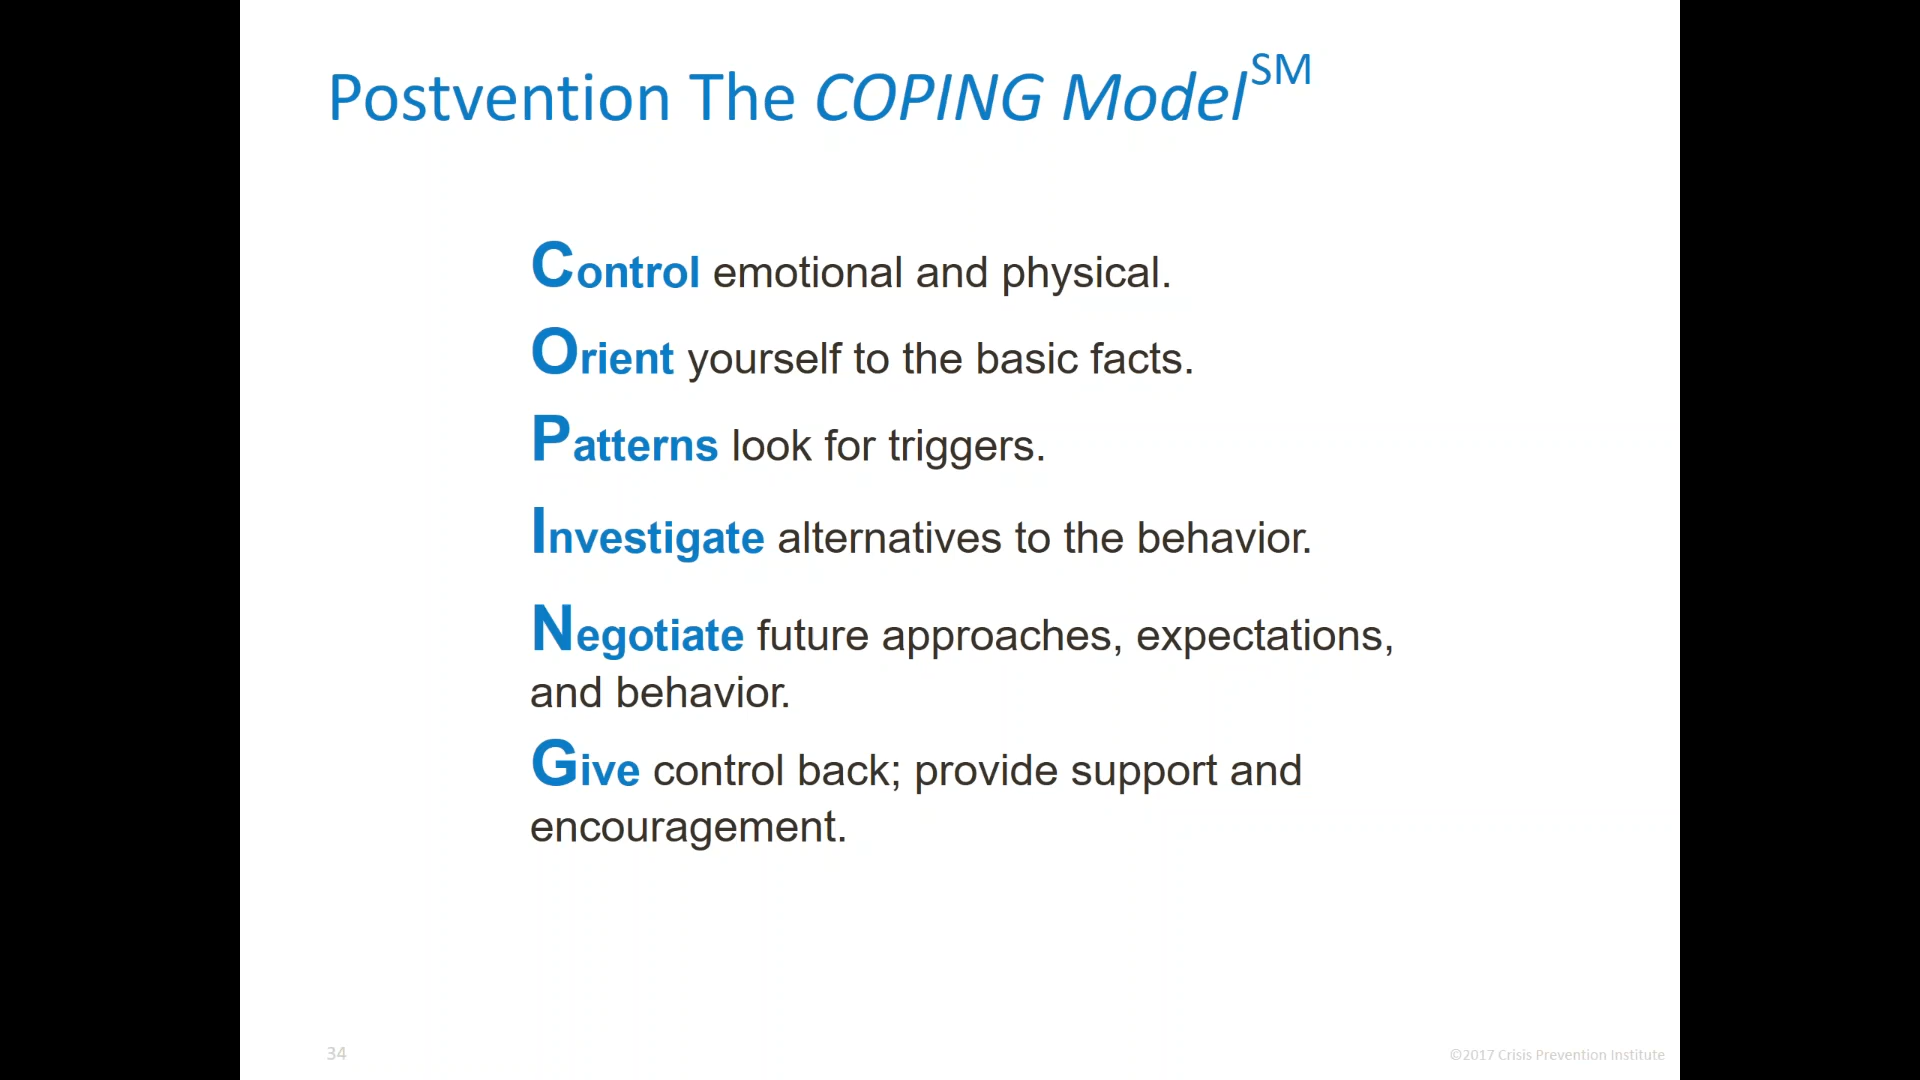 Postvention The COPING Model SM
Control emotional and physical.
Orient yourself to the basic facts.
Patterns look for triggers.
Investigate alternatives to the behavior.
Negotiate future approaches, expectations,
and behavior.
Give control back; provide support and
encouragement.
34
©2017 Crisis Prevention Institute